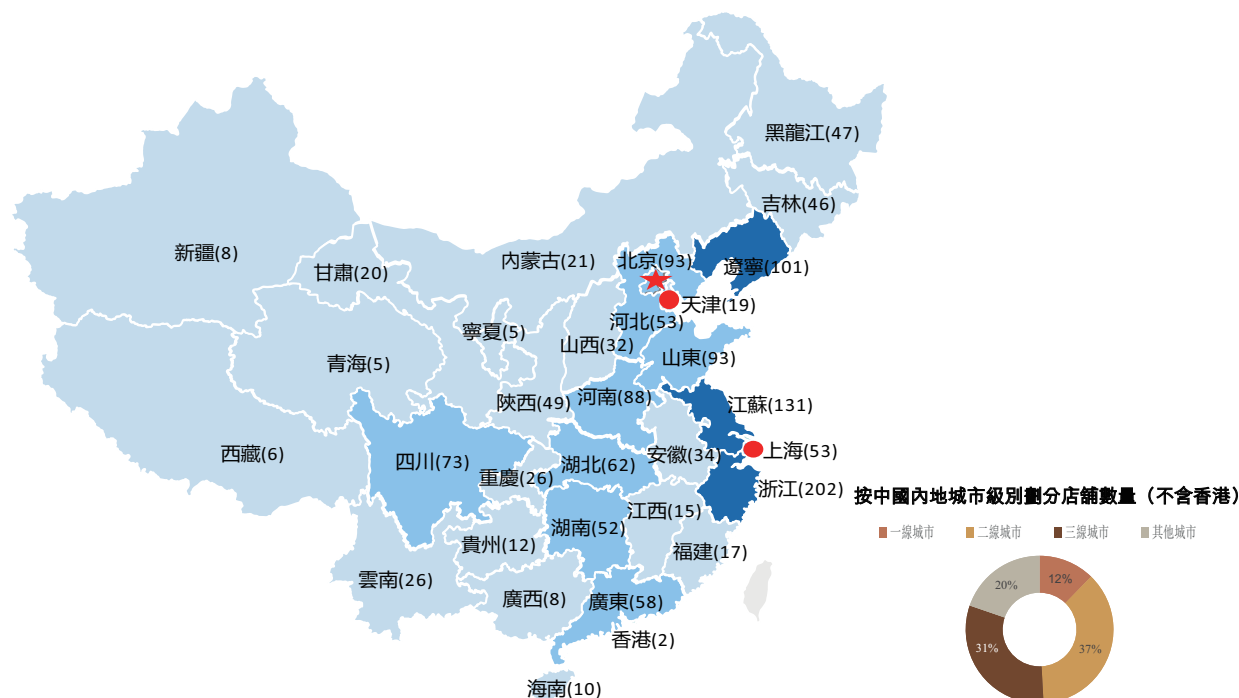 黑龍江(47)
吉林(46)
新疆(8)
甘肅(20)
內蒙古(21)
北京(93)
遼寧(101)
天津(19)
寧夏(5)
山西(32)
河北(53)
山東(93)
青海(5)
陝西(49)
河南(88)
江蘇(131)
西藏(6)
四川(73)
重慶(26)
湖北(62)
安徽(34)
上海(53)
浙江(202)
湖南(52)
江西(15)
貴州(12)
福建(17)
雲南(26)
廣西(8)
廣東(58)
香港(2)
海南(10)
按中國內地城市級別劃分店舖數量（不含香港）
一線城市 二線城市 三線城市 其他城市
20% 12%
31% 37%